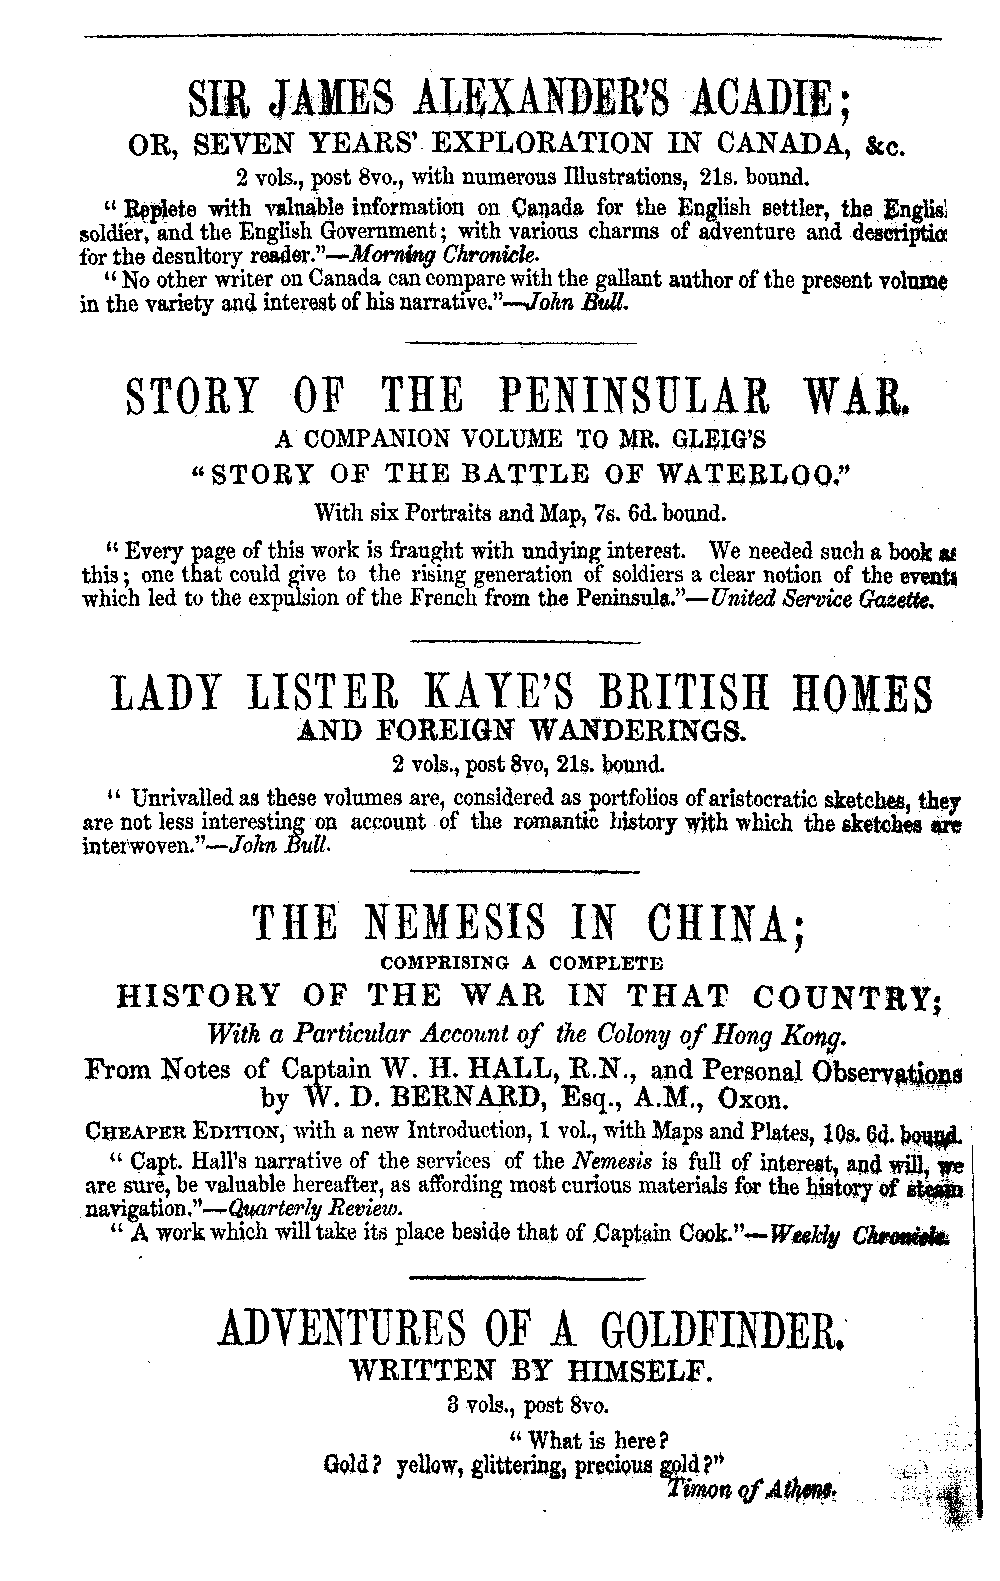 SIR JAMES ALEXANDER'S ACADIE;
OR, SEVEN YEARS' EXPLORATION IN CANADA, &c.
2 vols., post 8vo., with numerous Illustrations, 21s. bound.
“Replete with valuable information on Canada for the English settler, the Englis
soldier, and the English Government; with various charms of adventure and descriptio
for the desultory reader.”—Morning Chronicle.
“No other writer on Canada can compare with the gallant author of the present volume
in the variety and interest of his narrative.”—John Bull.
STORY OF THE PENINSULAR WAR.
A COMPANION VOLUME TO MR. GLEIG'S
“STORY OF THE BATTLE OF WATERLOO.”
With six Portraits and Map, 7s. 6d. bound.
“Every page of this work is fraught with undying interest. We needed such a book as
this; one that could give to the rising generation of soldiers a clear notion of the events
which led to the expulsion of the French from the Peninsula.”—United Service Gazette.
LADY LISTER KAYE'S BRITISH HOMES
AND FOREIGN WANDERINGS.
2 vols., post 8vo, 21s. bound.
“Unrivalled as these volumes are, considered as portfolios of aristocratic sketches, they
are not less interesting on account of the romantic history with which the sketches are
interwoven.”—John Bull.
THE NEMESIS IN CHINA;
COMPRISING A COMPLETE
HISTORY OF THE WAR IN THAT COUNTRY;
With a Particular Account of the Colony of Hong Kong.
From Notes of Captain W. H. HALL, R.N., and Personal Observations
by W. D. BERNARD, Esq., A.M., Oxon.
CHEAPER EDITION, with a new Introduction, 1 vol., with Maps and Plates, 10s. 6d. bound.
“Capt. Hall's narrative of the services of the Nemesis is full of interest, and will, we
are sure, be valuable hereafter, as affording most curious materials for the history of steam
navigation.”—Quarterly Review.
“A work which will take its place beside that of Captain Cook.”—Weekly Chronicle.
ADVENTURES OF A GOLDFINDER.
WRITTEN BY HIMSELF.
3 vols., post 8vo.
“What is here?
Gold? yellow, glittering, precious gold?”
Timon of Athens.